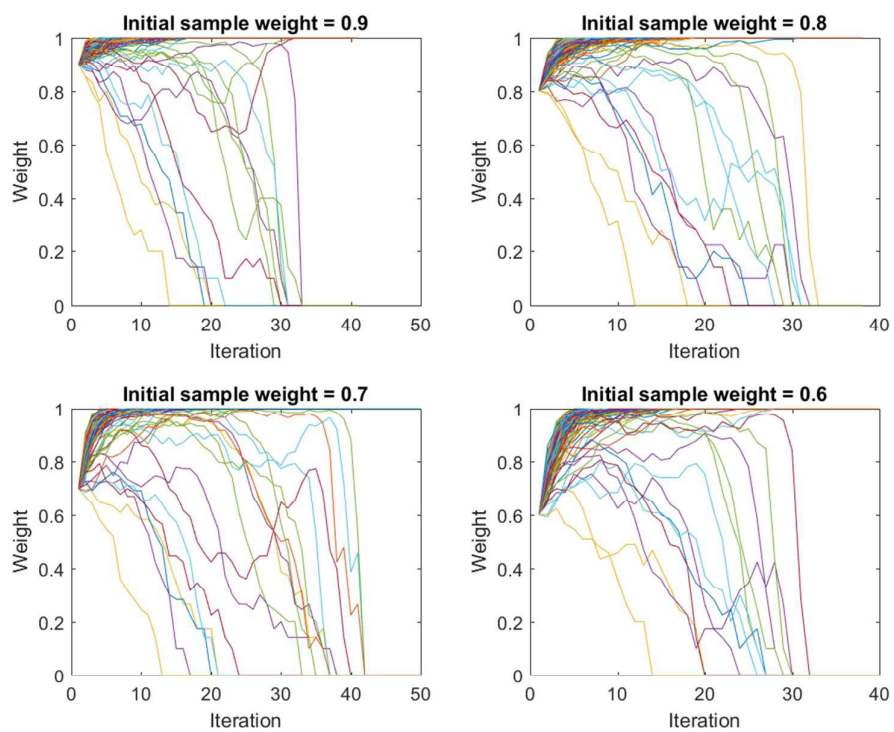 Initial sample weight = 0.9
1
0.8
0.6
0.4
0.2
0
Weight
0 10 20 30 40 50
Iteration
Initial sample weight = 0.8
1
0.8
0.6
0.4
0.2
0
Weight
0 10 20 30 40
Iteration
Initial sample weight = 0.7
1
0.8
0.6
0.4
0.2
0
Weight
0 10 20 30 40 50
Iteration
Initial sample weight = 0.6
1
0.8
0.6
0.4
0.2
0
Weight
0 10 20 30 40
Iteration